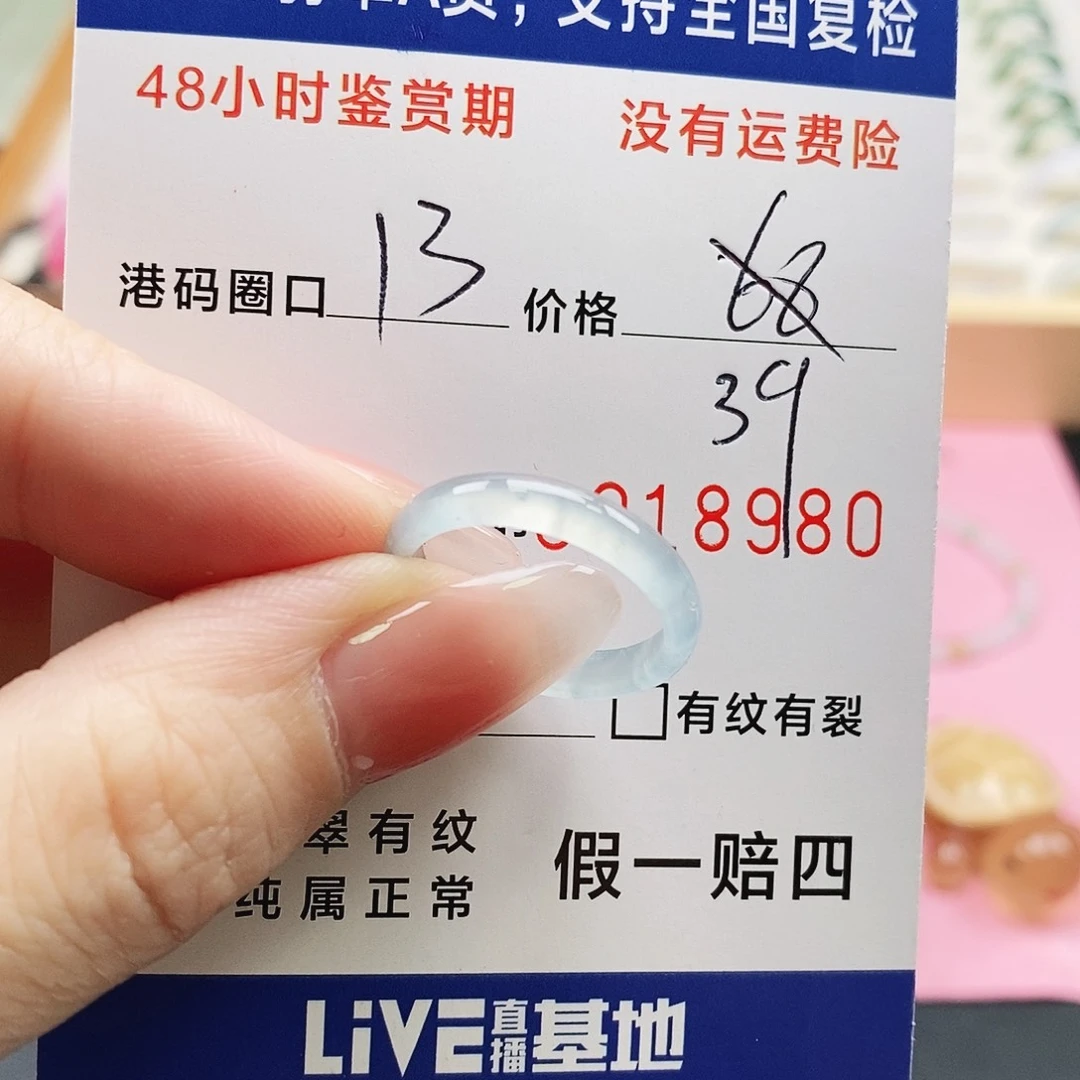 A货，支持全国复检
48小时鉴赏期 没有运费险
港码圈口 13 价格 68
39
18980
有纹有裂
翠有纹
纯属正常
假一赔四
LiVE直播基地